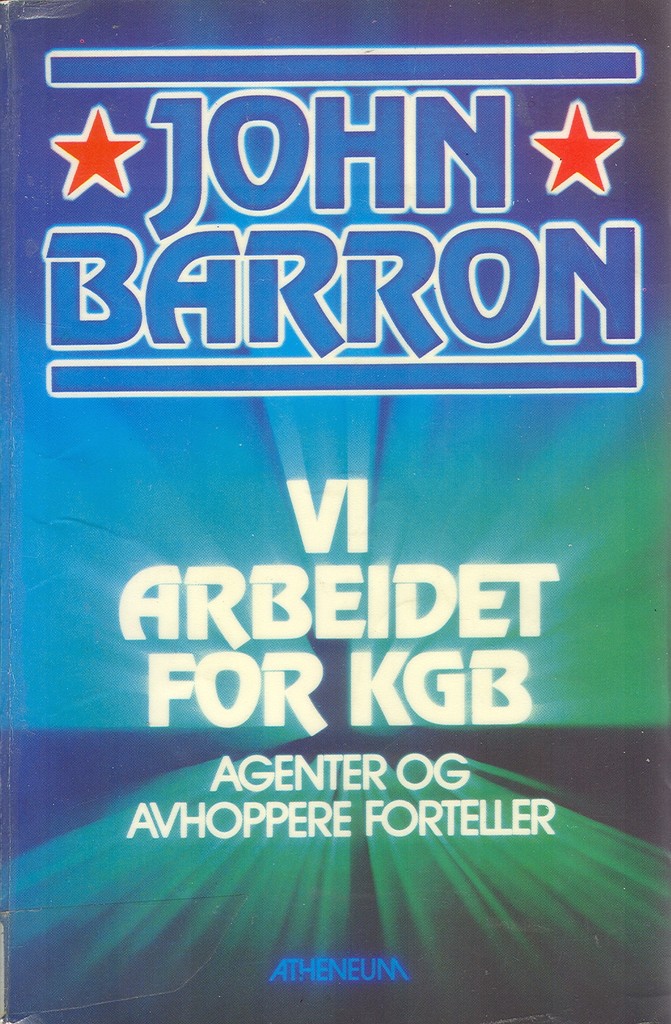 JOHN
BARRON
VI
ARBEIDET
FOR KGB
AGENTER OG
AVHOPPERE FORTELLER
ATHENEUM